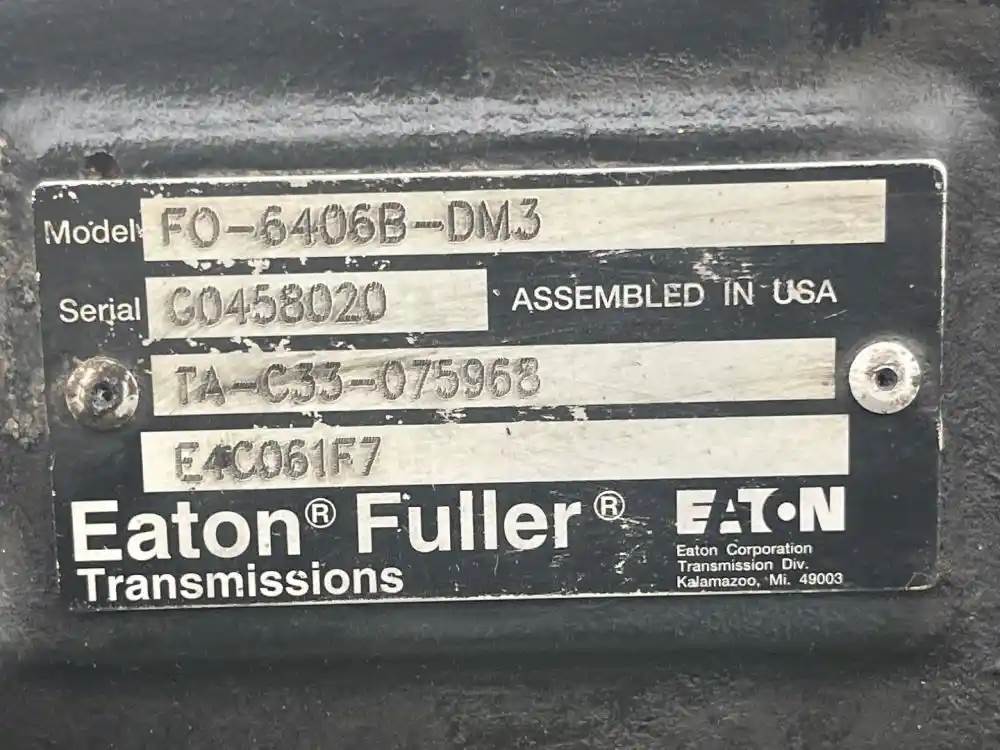 Model FO-6406B-DM3
Serial G0458020 ASSEMBLED IN USA
TA-C33-075968
E4C061F7
Eaton® Fuller® EATON
Transmissions
Eaton Corporation
Transmission Div.
Kalamazoo, Mi. 49003